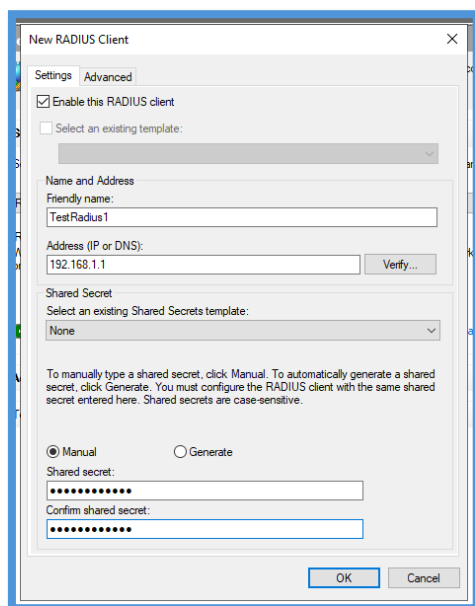 New RADIUS Client
Settings
Advanced
Enable this RADIUS client
Select an existing template:
Name and Address
Friendly name:
TestRadius1
Address (IP or DNS):
192.168.1.1
Verify...
Shared Secret
Select an existing Shared Secrets template:
None
To manually type a shared secret, click Manual. To automatically generate a shared
secret, click Generate. You must configure the RADIUS client with the same shared
secret entered here. Shared secrets are case-sensitive.
Manual
Generate
Shared secret:
••••••••••••
Confirm shared secret:
••••••••••••
OK
Cancel